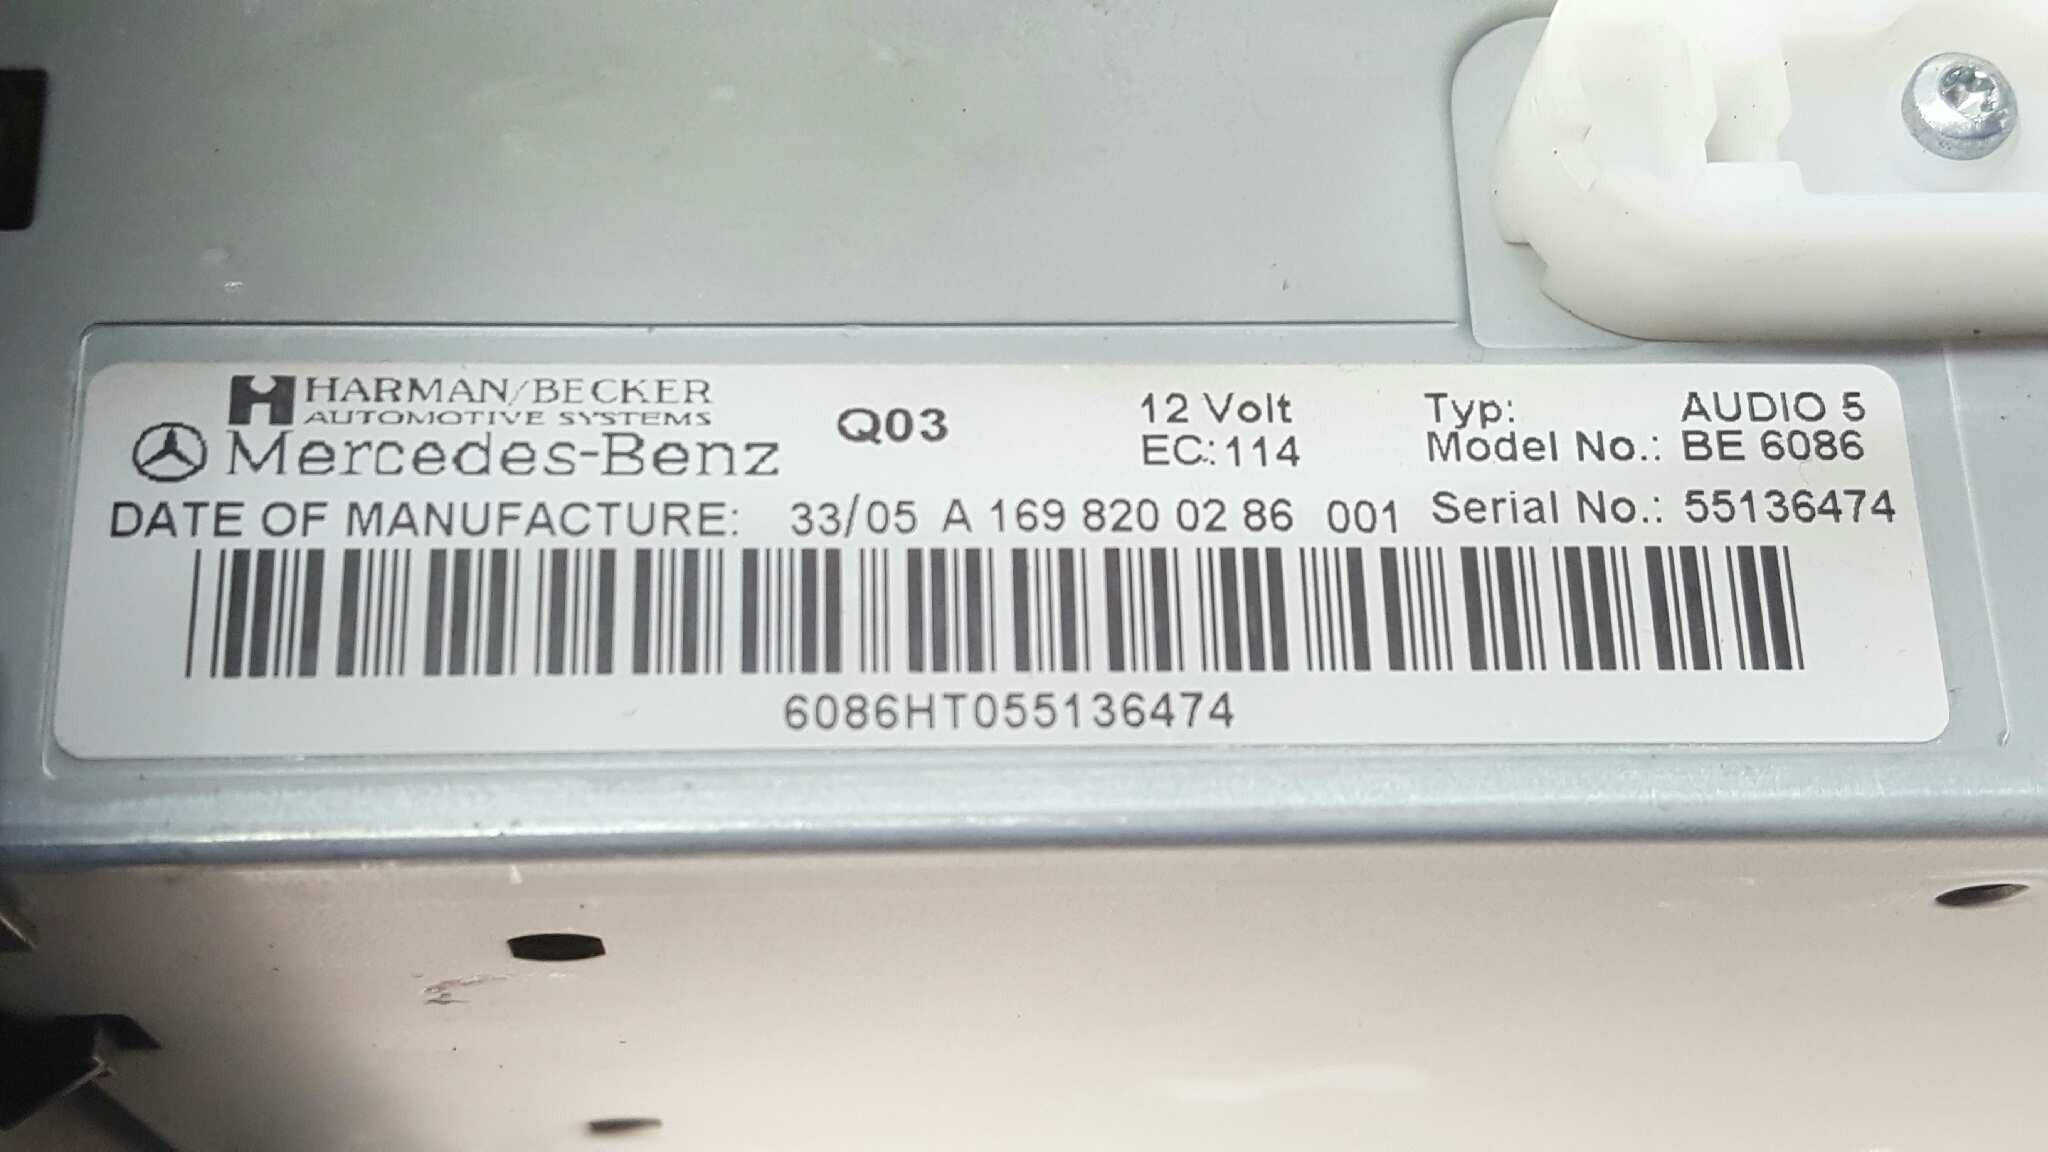 HARMAN/BECKER
AUTOMOTIVE SYSTEMS
Mercedes-Benz
Q03
12 Volt
EC:114
Typ: AUDIO 5
Model No.: BE 6086
DATE OF MANUFACTURE: 33/05 A 169 820 02 86 001 Serial No.: 55136474
6086HT055136474